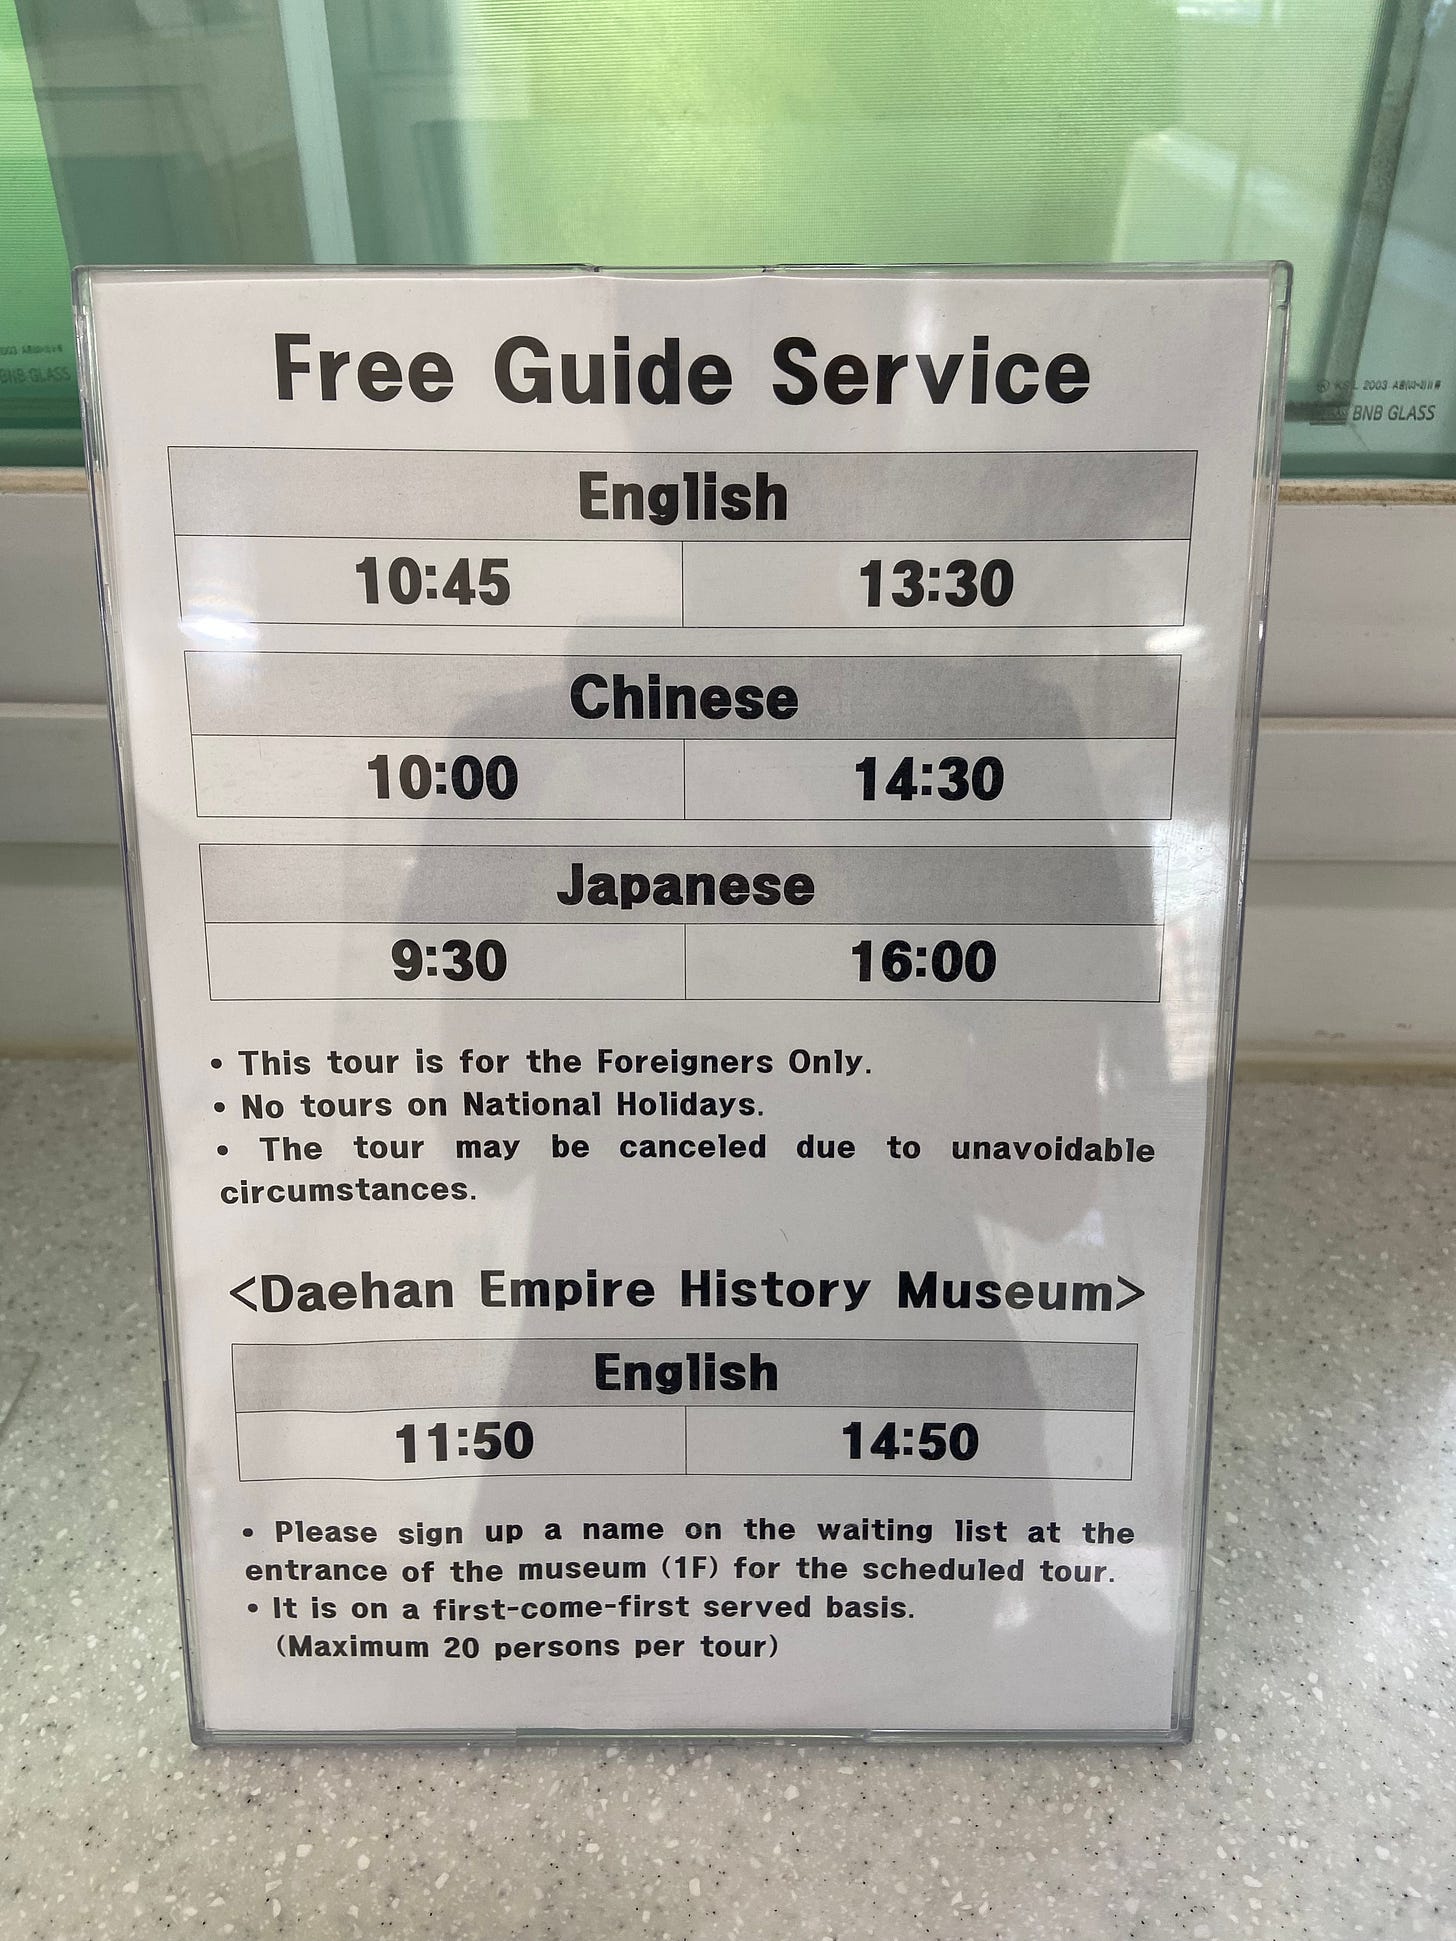 Free Guide Service
English
10:45 13:30
Chinese
10:00 14:30
Japanese
9:30 16:00
• This tour is for the Foreigners Only.
• No tours on National Holidays.
• The tour may be canceled due to unavoidable
circumstances.
<Daehan Empire History Museum>
English
11:50 14:50
• Please sign up a name on the waiting list at the
entrance of the museum (1F) for the scheduled tour.
• It is on a first-come-first served basis.
(Maximum 20 persons per tour)
BNB GLASS
2003
BNB GLASS